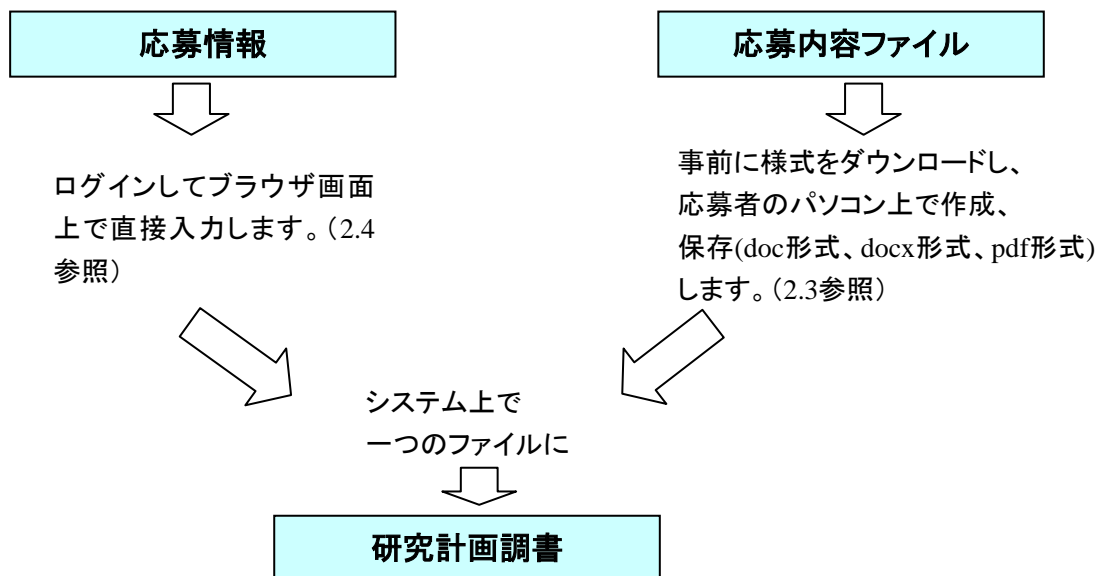 応募情報
応募内容ファイル
ログインしてブラウザ画面
上で直接入力します。（2.4
参照）
事前に様式をダウンロードし、
応募者のパソコン上で作成、
保存(doc形式、docx形式、pdf形式)
します。（2.3参照）
システム上で
一つのファイルに
研究計画調書